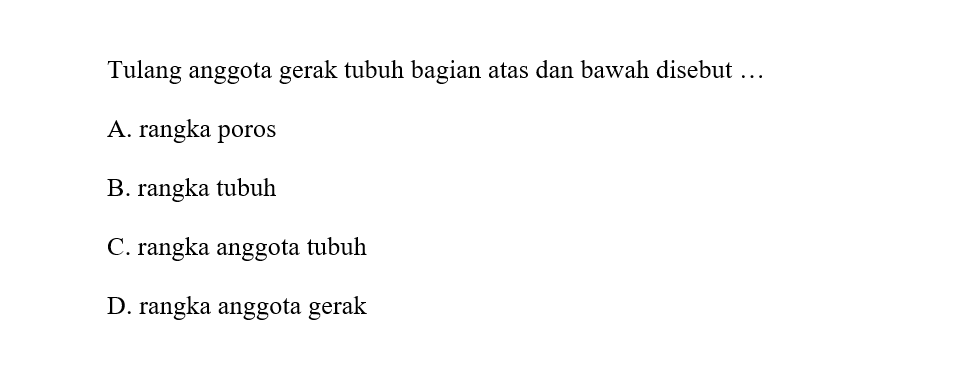 Tulang anggota gerak tubuh bagian atas dan bawah disebut …
A. rangka poros
B. rangka tubuh
C. rangka anggota tubuh
D. rangka anggota gerak